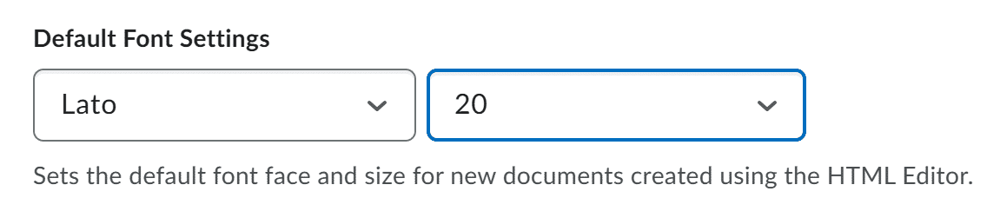 Default Font Settings
Lato 20
Sets the default font face and size for new documents created using the HTML Editor.